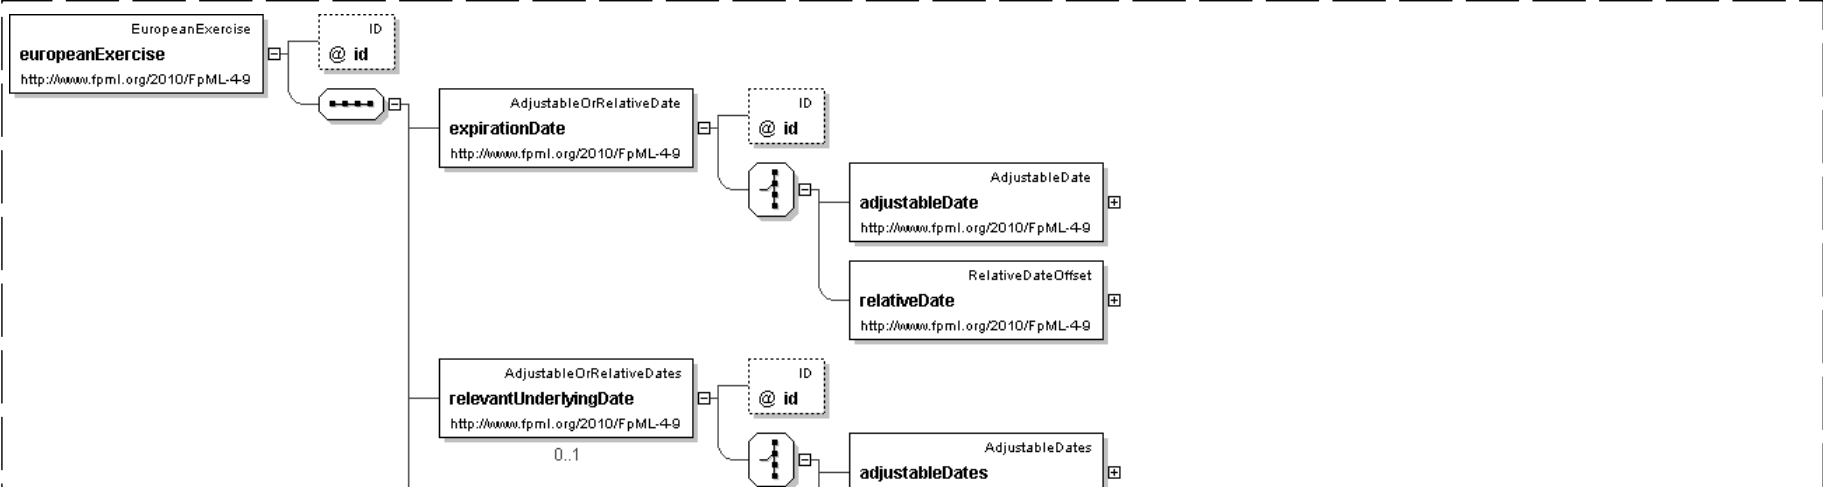 EuropeanExercise
europeanExercise
http://www.fpml.org/2010/FpML-4-9
ID
@ id
AdjustableOrRelativeDate
expirationDate
http://www.fpml.org/2010/FpML-4-9
ID
@ id
AdjustableDate
adjustableDate
http://www.fpml.org/2010/FpML-4-9
RelativeDateOffset
relativeDate
http://www.fpml.org/2010/FpML-4-9
AdjustableOrRelativeDates
relevantUnderlyingDate
http://www.fpml.org/2010/FpML-4-9
0..1
ID
@ id
AdjustableDates
adjustableDates